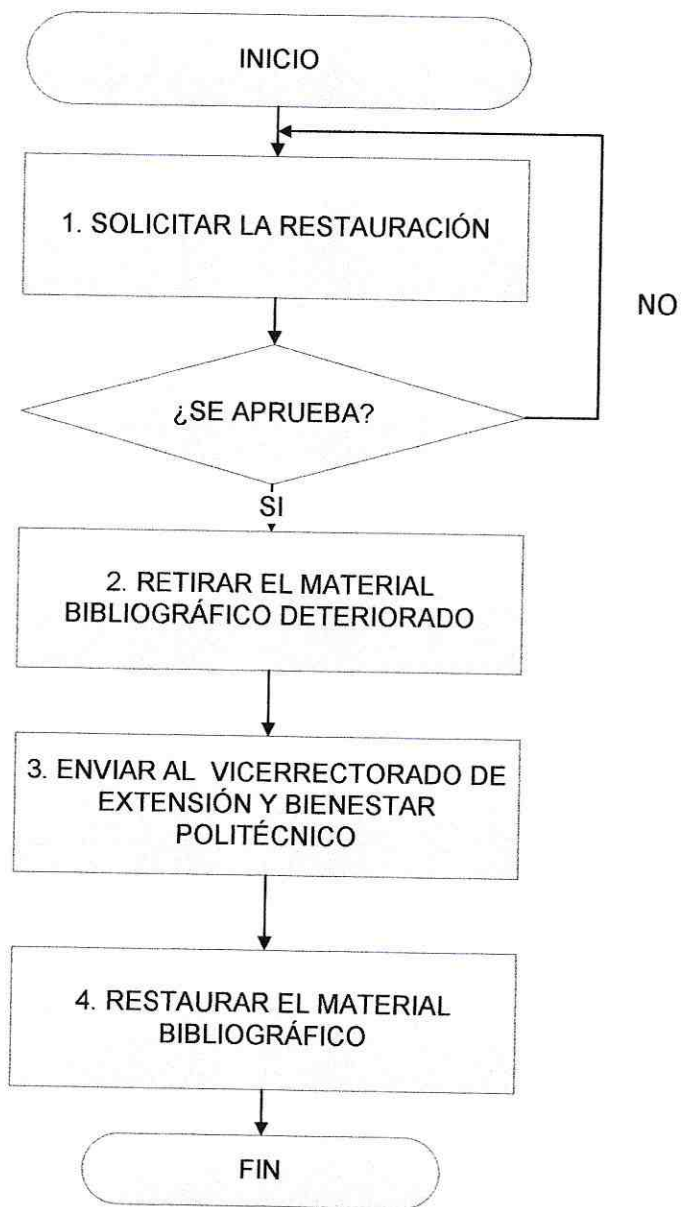 INICIO
1. SOLICITAR LA RESTAURACIÓN
NO
¿SE APRUEBA?
SI
2. RETIRAR EL MATERIAL
BIBLIOGRÁFICO DETERIORADO
3. ENVIAR AL VICERRECTORADO DE
EXTENSIÓN Y BIENESTAR
POLITÉCNICO
4. RESTAURAR EL MATERIAL
BIBLIOGRÁFICO
FIN